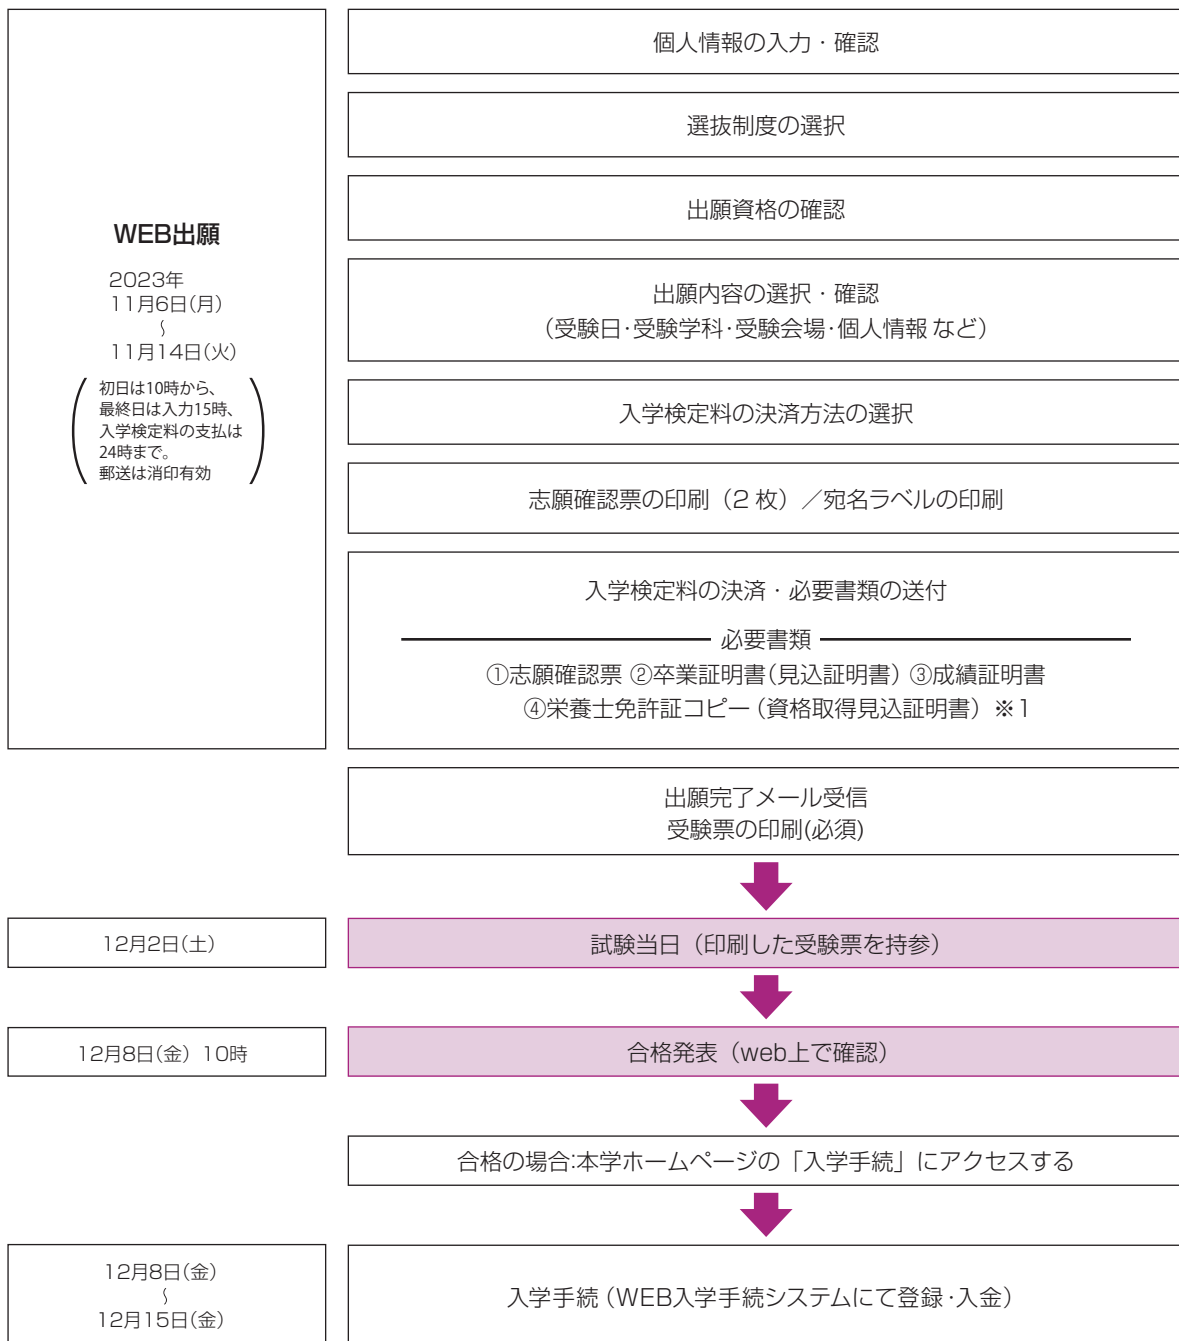 WEB出願
2023年
11月6日(月)
〜
11月14日(火)
初日は10時から、
最終日は入力15時、
入学検定料の支払は
24時まで。
郵送は消印有効
個人情報の入力・確認
選抜制度の選択
出願資格の確認
出願内容の選択・確認
（受験日・受験学科・受験会場・個人情報 など）
入学検定料の決済方法の選択
志願確認票の印刷（2 枚）／宛名ラベルの印刷
入学検定料の決済・必要書類の送付
必要書類
①志願確認票 ②卒業証明書（見込証明書）③成績証明書
④栄養士免許証コピー（資格取得見込証明書）※1
出願完了メール受信
受験票の印刷(必須)
12月2日(土)
試験当日（印刷した受験票を持参）
12月8日(金) 10時
合格発表（web上で確認）
合格の場合:本学ホームページの「入学手続」にアクセスする
12月8日(金)
〜
12月15日(金)
入学手続（WEB入学手続システムにて登録・入金）